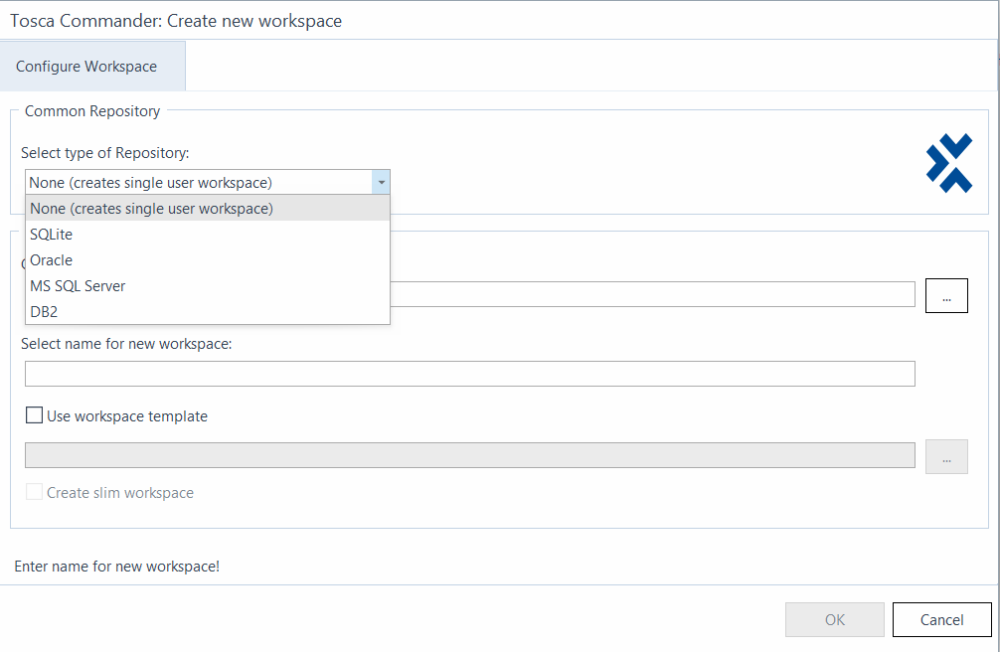 Tosca Commander: Create new workspace
Configure Workspace
Common Repository
Select type of Repository:
None (creates single user workspace)
None (creates single user workspace)
SQLite
Oracle
MS SQL Server
DB2
...
Select name for new workspace:
Use workspace template
...
Create slim workspace
Enter name for new workspace!
OK
Cancel